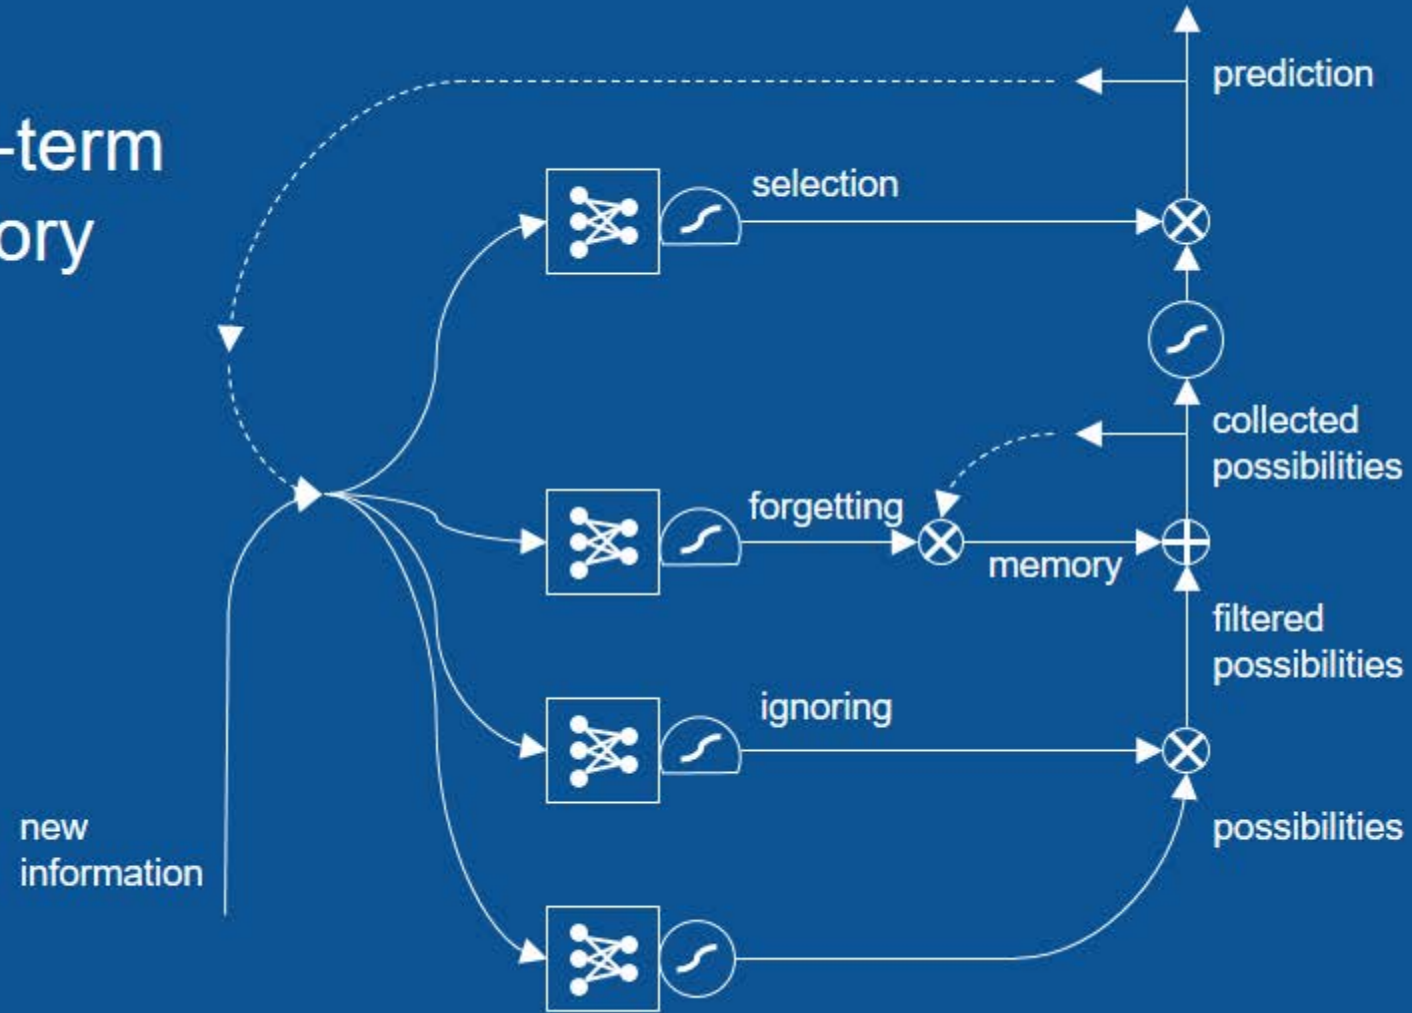 -term
ory
prediction
selection
collected
possibilities
forgetting
memory
filtered
possibilities
ignoring
new
information
possibilities